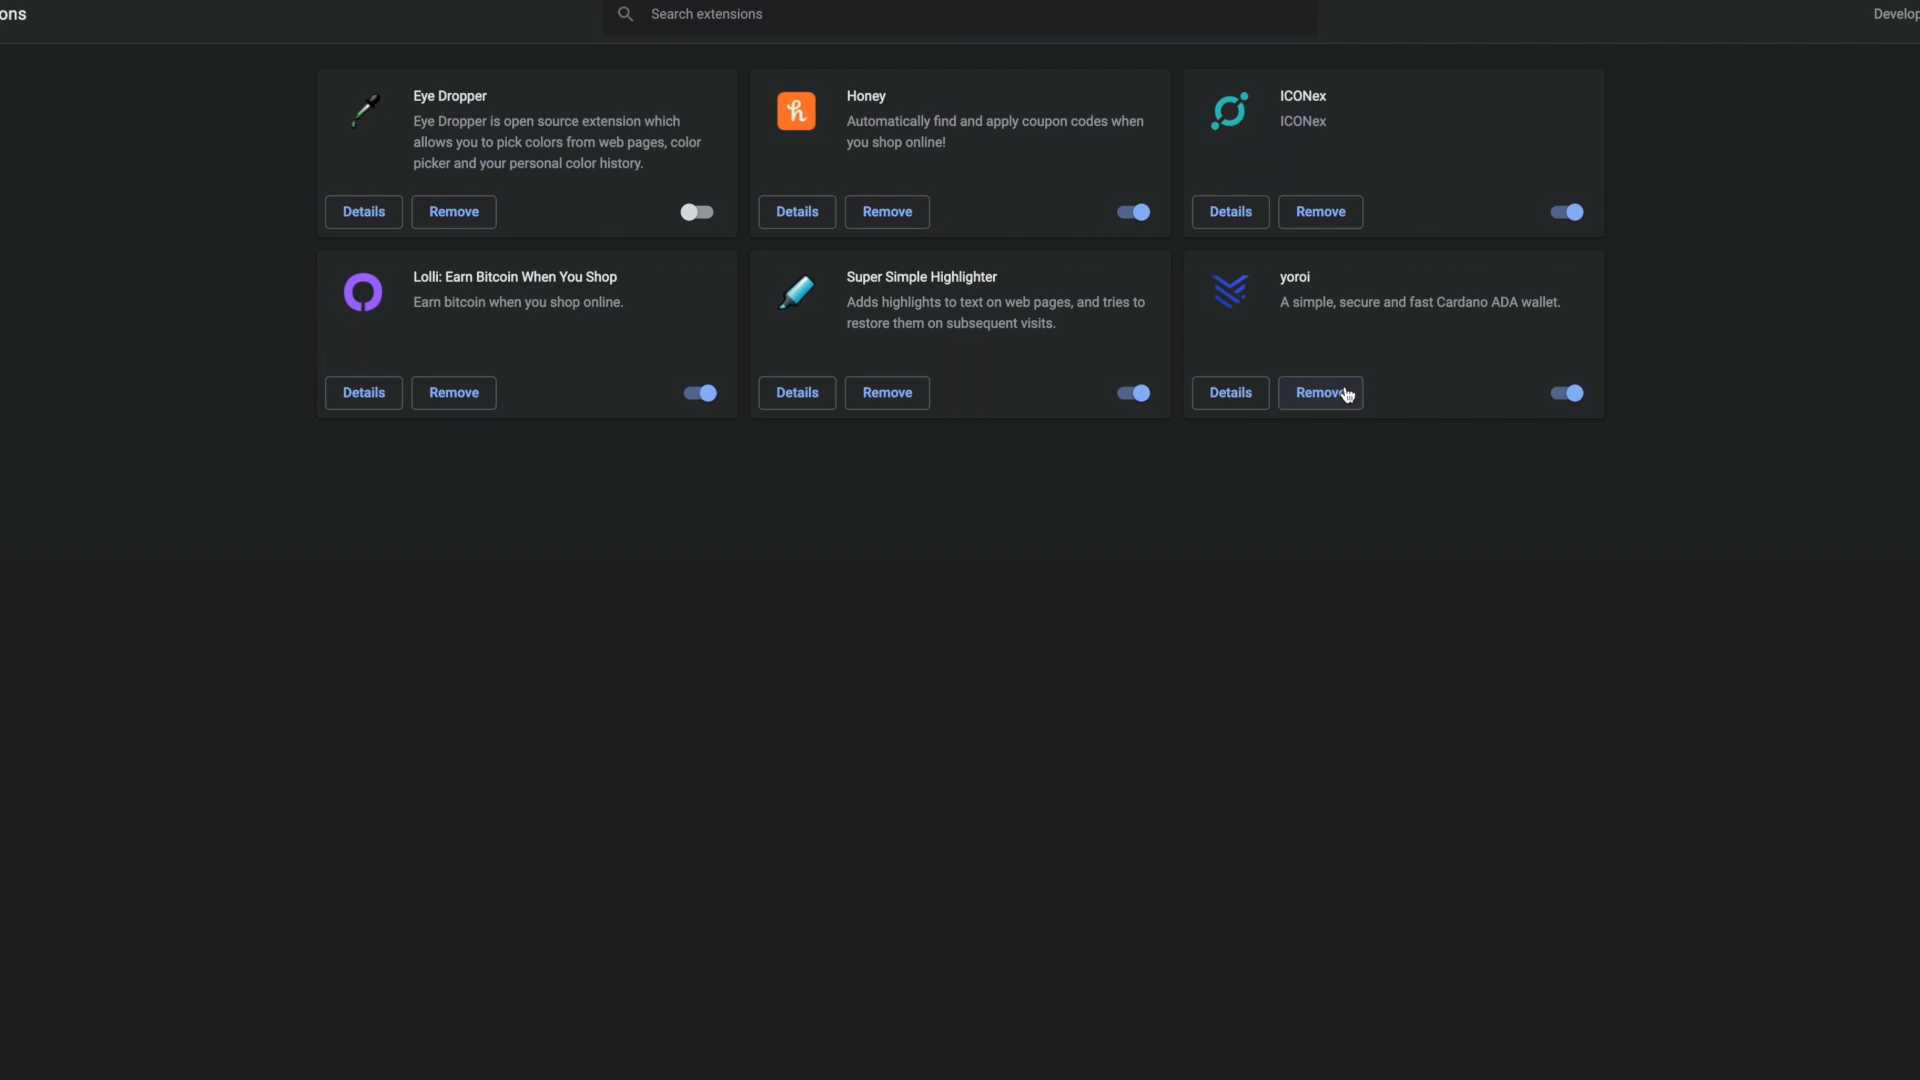 ons
Search extensions
Develop
Eye Dropper
Eye Dropper is open source extension which
allows you to pick colors from web pages, color
picker and your personal color history.
Details
Remove
Honey
Automatically find and apply coupon codes when
you shop online!
Details
Remove
ICONex
ICONex
Details
Remove
Lolli: Earn Bitcoin When You Shop
Earn bitcoin when you shop online.
Details
Remove
Super Simple Highlighter
Adds highlights to text on web pages, and tries to
restore them on subsequent visits.
Details
Remove
yoroi
A simple, secure and fast Cardano ADA wallet.
Details
Remove